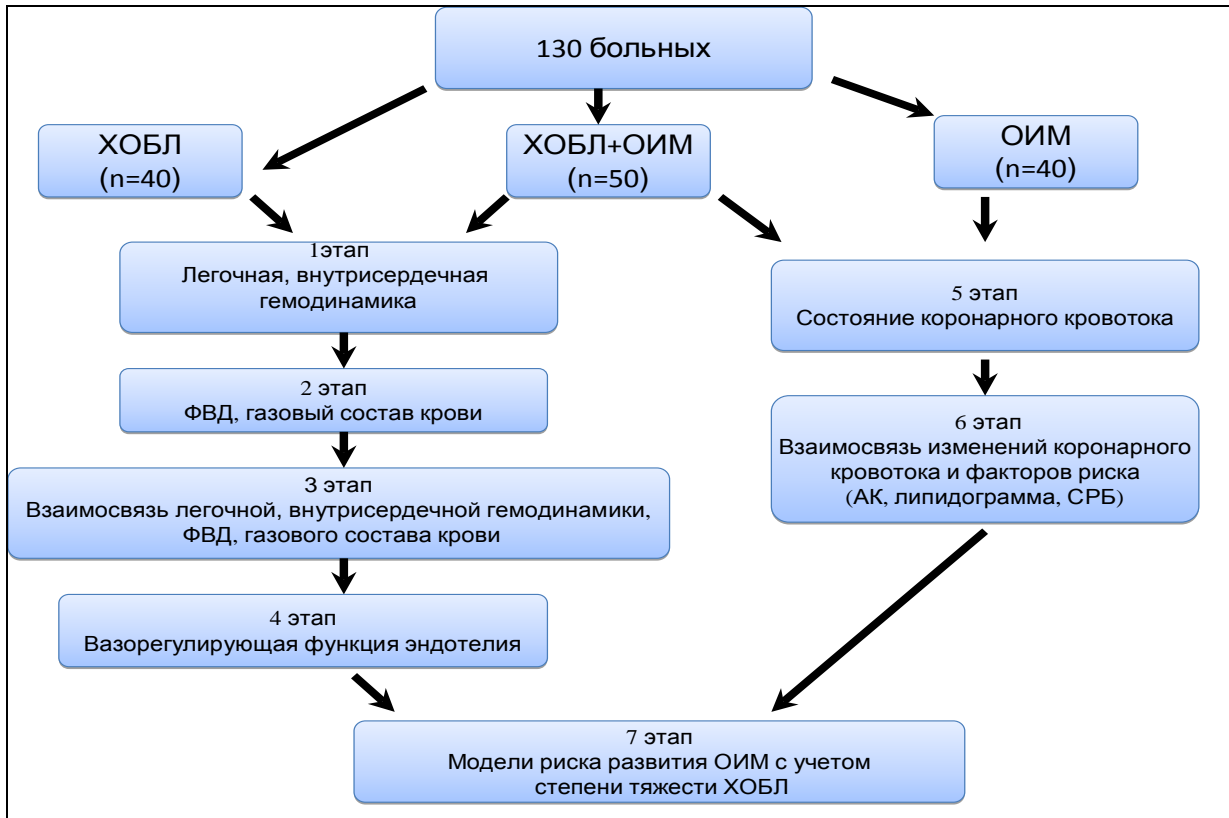 130 больных
ХОБЛ
(n=40)
ХОБЛ+ОИМ
(n=50)
ОИМ
(n=40)
1этап
Легочная, внутрисердечная
гемодинамика
2 этап
ФВД, газовый состав крови
3 этап
Взаимосвязь легочной, внутрисердечной гемодинамики,
ФВД, газового состава крови
4 этап
Вазорегулирующая функция эндотелия
5 этап
Состояние коронарного кровотока
6 этап
Взаимосвязь изменений коронарного
кровотока и факторов риска
(АК, липидограмма, СРБ)
7 этап
Модели риска развития ОИМ с учетом
степени тяжести ХОБЛ